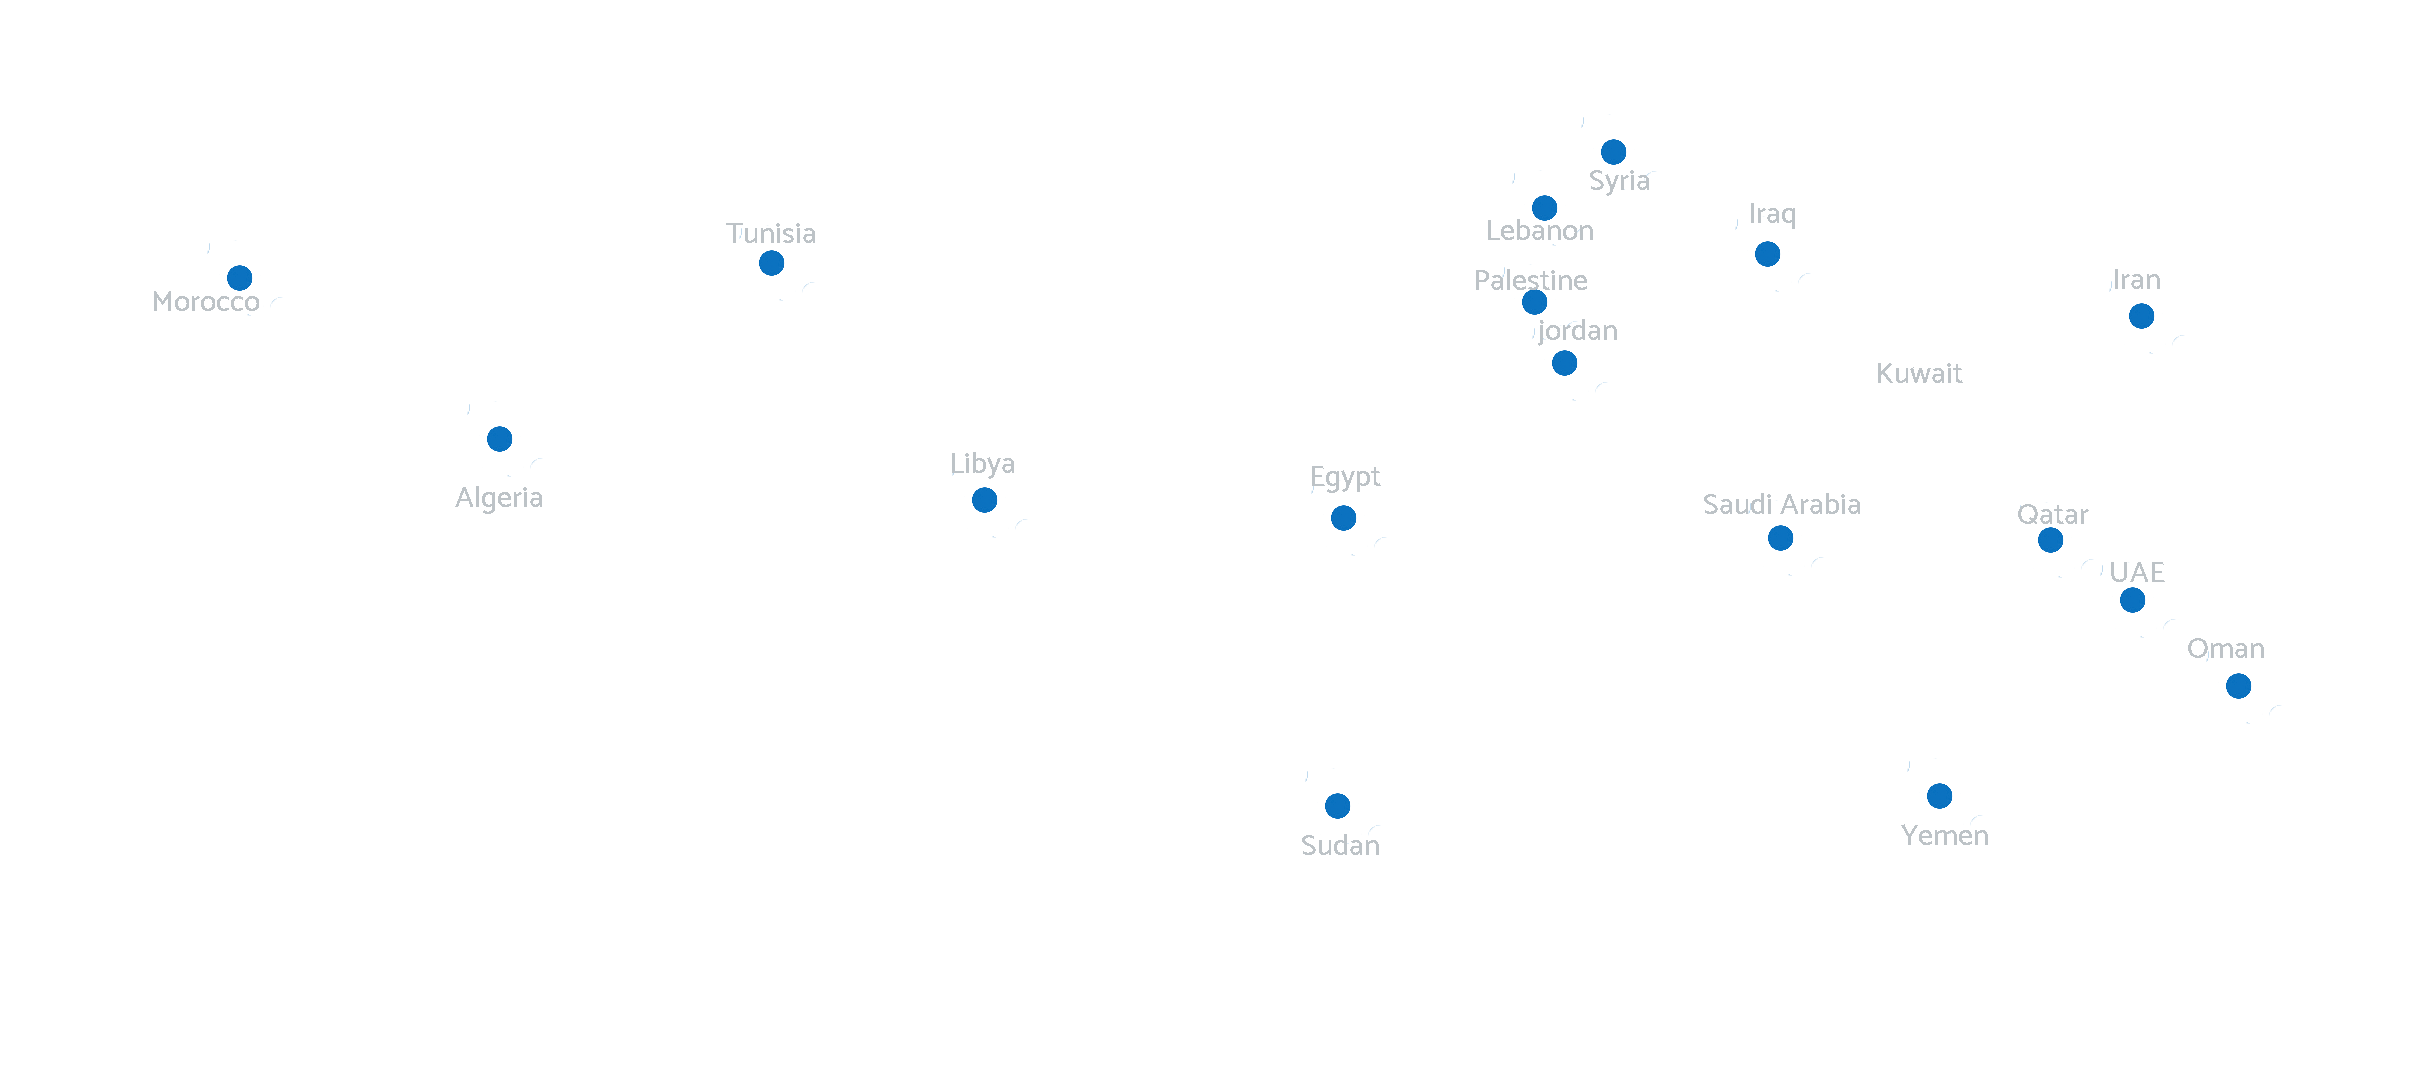 Syria
Iraq
Lebanon
Tunisia
Palestine
Iran
Morocco
jordan
Kuwait
Libya
Egypt
Algeria
Saudi Arabia
Qatar
UAE
Oman
Yemen
Sudan